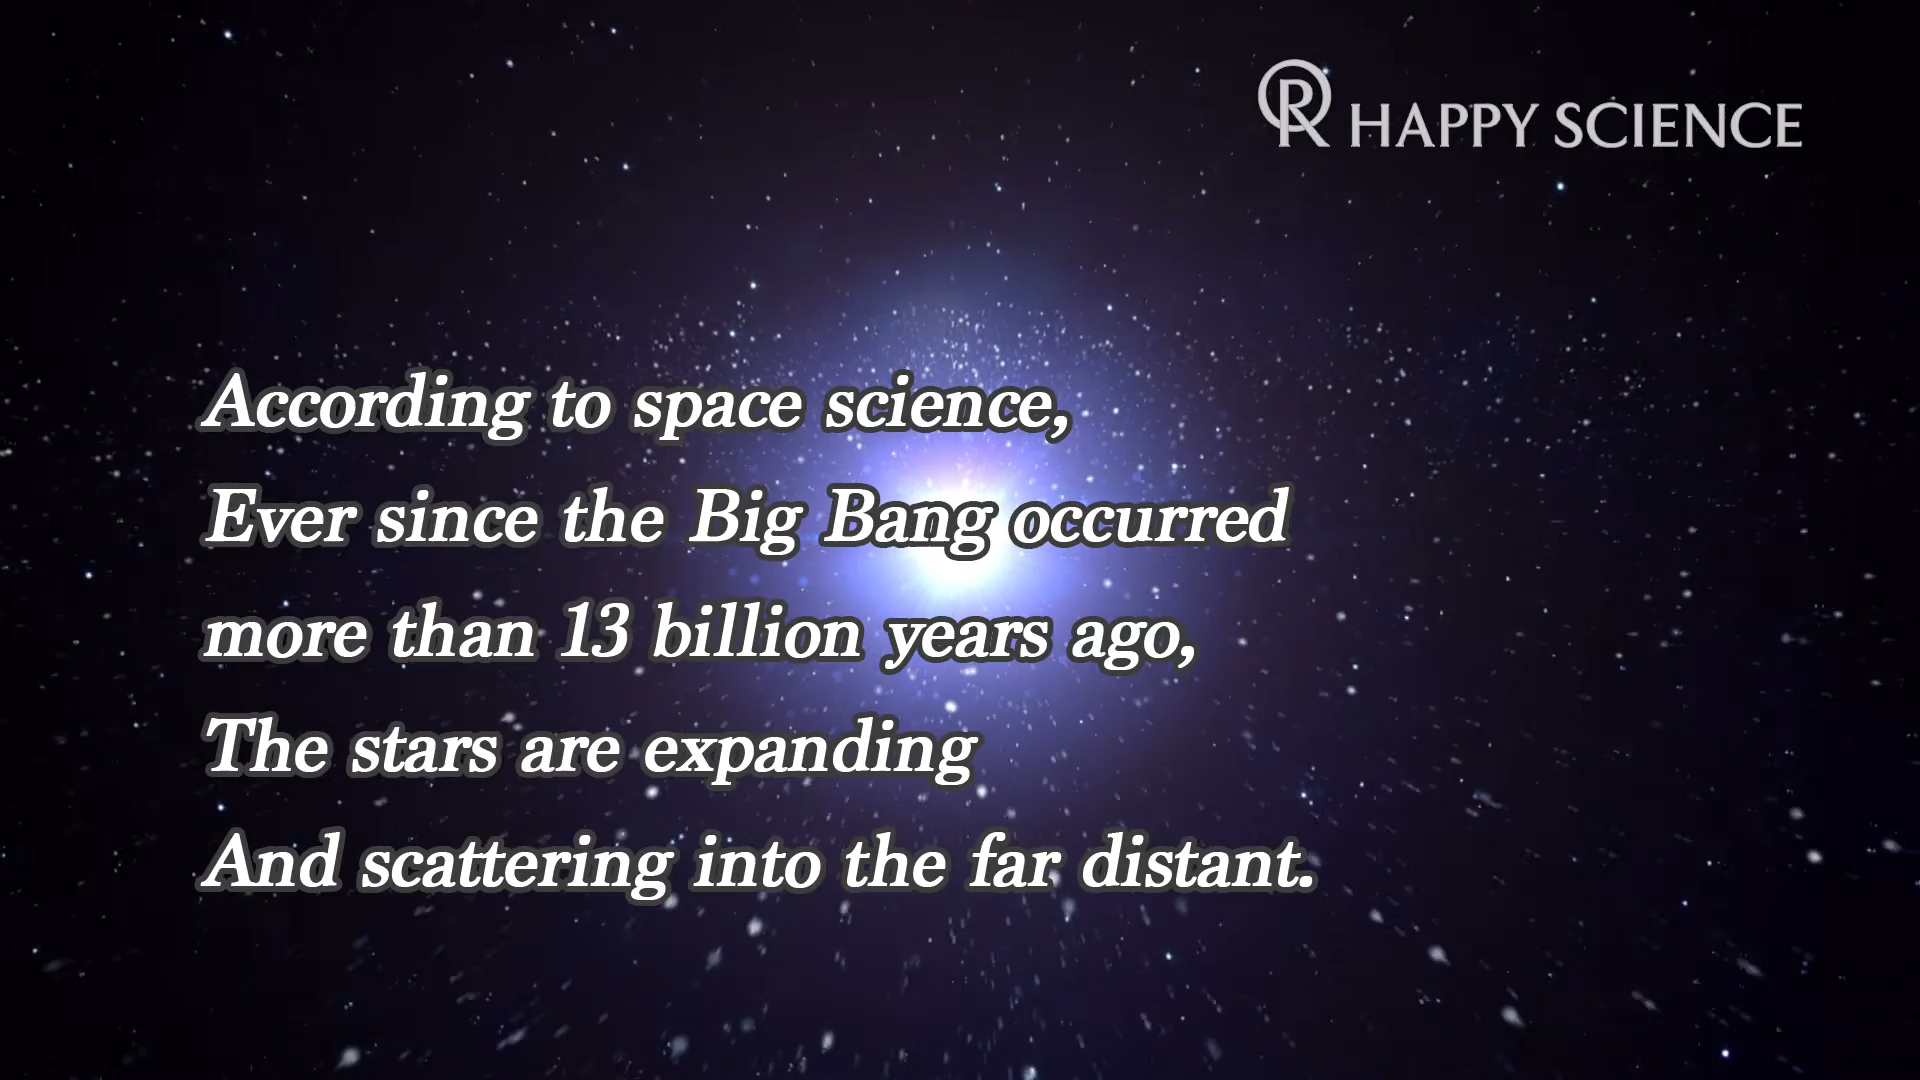 HAPPY SCIENCE
According to space science,
Ever since the Big Bang occurred
more than 13 billion years ago,
The stars are expanding
And scattering into the far distant.